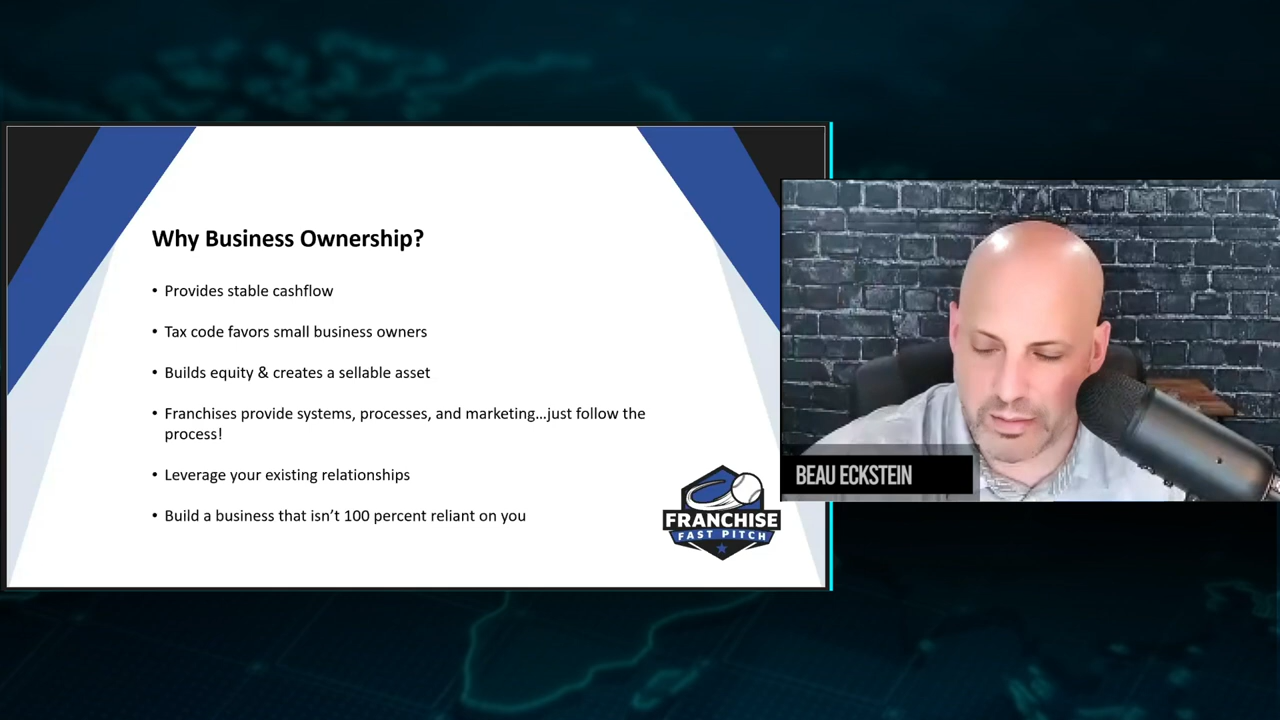 Why Business Ownership?
• Provides stable cashflow
• Tax code favors small business owners
• Builds equity & creates a sellable asset
• Franchises provide systems, processes, and marketing…just follow the
process!
• Leverage your existing relationships
• Build a business that isn’t 100 percent reliant on you
FRANCHISE
FAST PITCH
BEAU ECKSTEIN